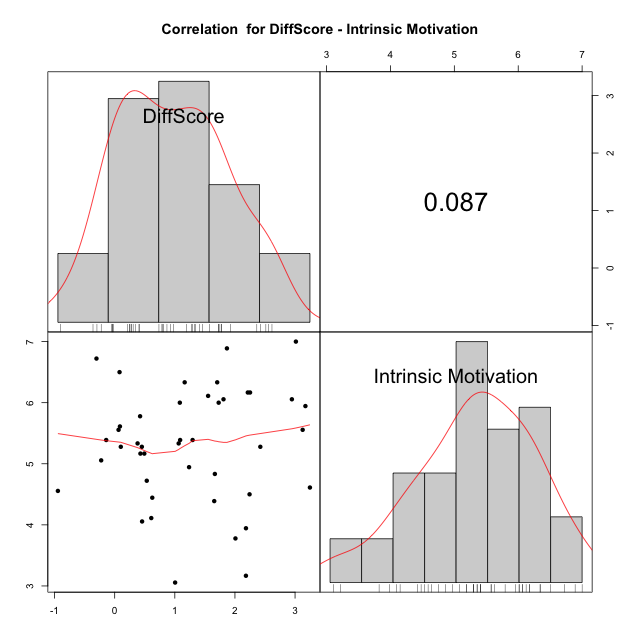 Correlation  for DiffScore - Intrinsic Motivation
3 4 5 6 7
DiffScore
0.087
3
2
1
0
-1
7
6
5
4
3
Intrinsic Motivation
-1 0 1 2 3